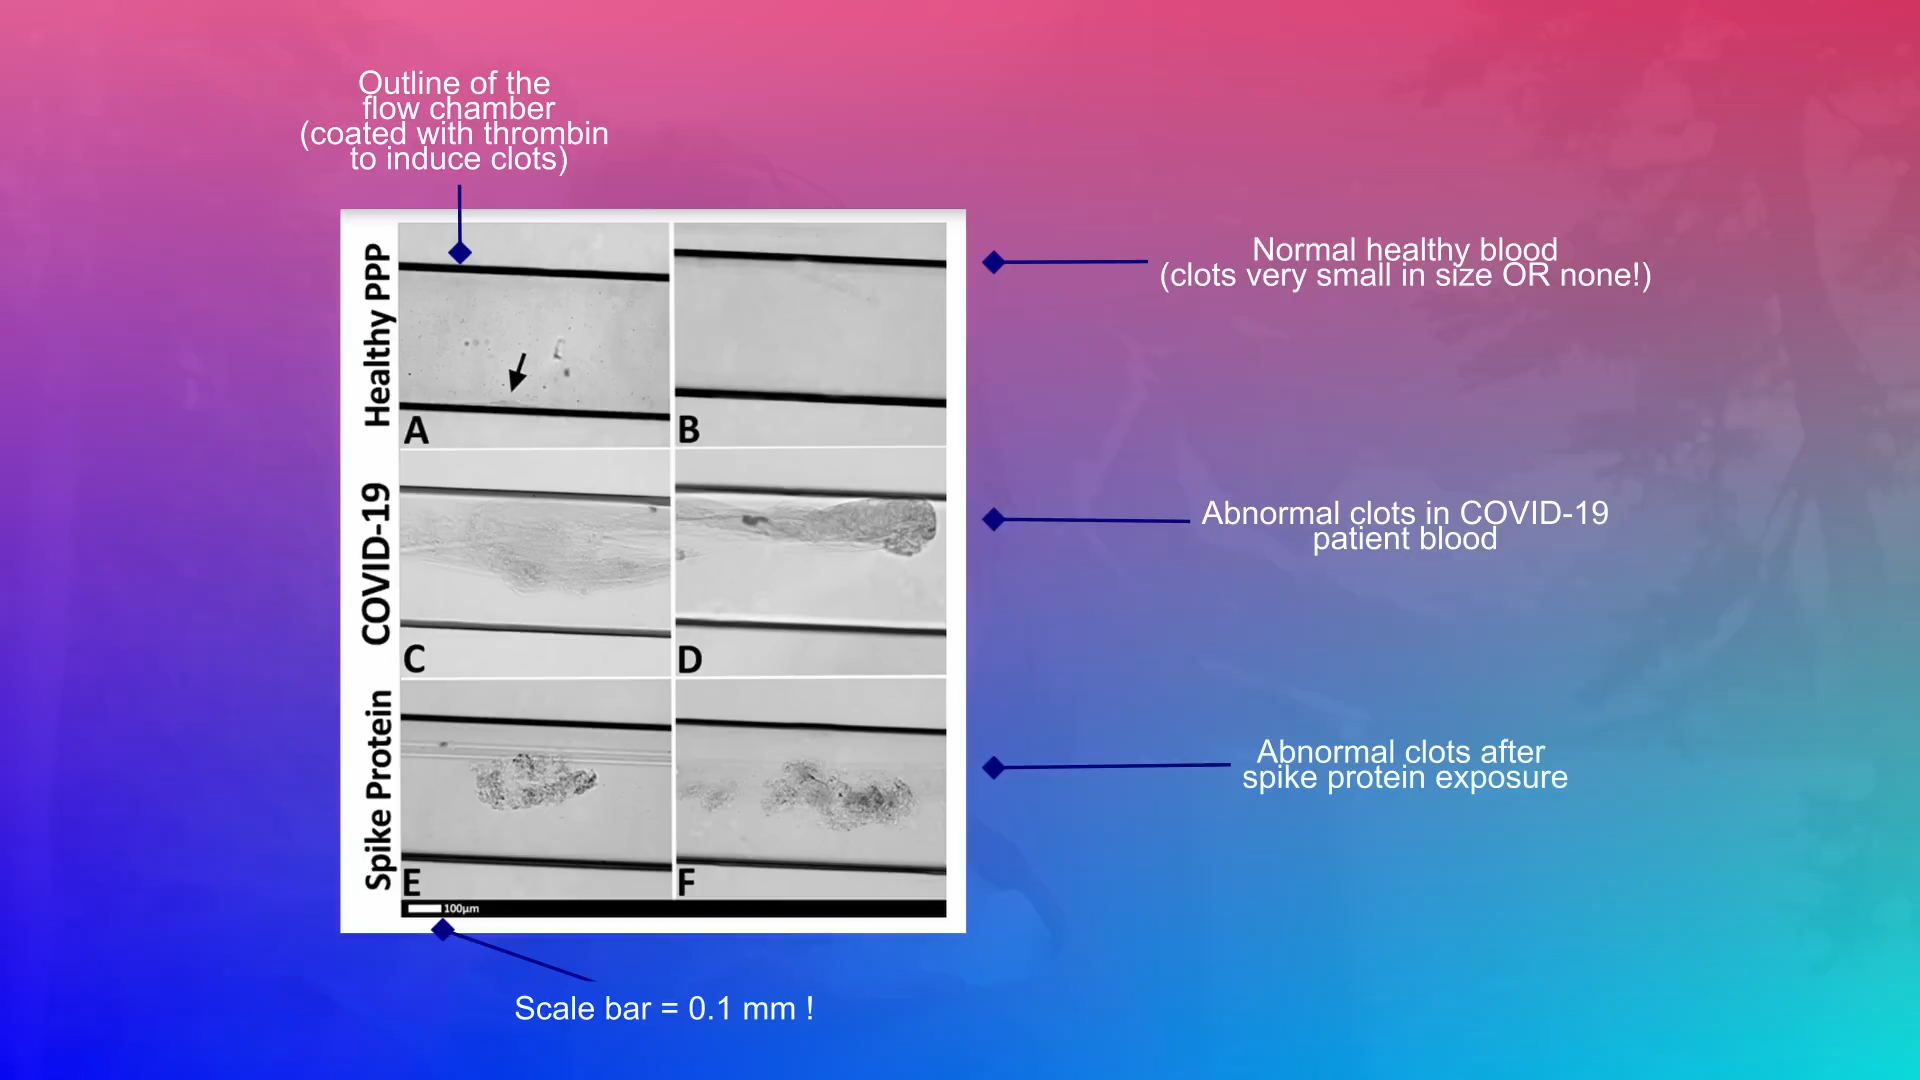 Outline of the
flow chamber
(coated with thrombin
to induce clots)
Healthy PPP
A
B
Normal healthy blood
(clots very small in size OR none!)
COVID-19
C
D
Abnormal clots in COVID-19
patient blood
Spike Protein
E
F
Abnormal clots after
spike protein exposure
100µm
Scale bar = 0.1 mm !